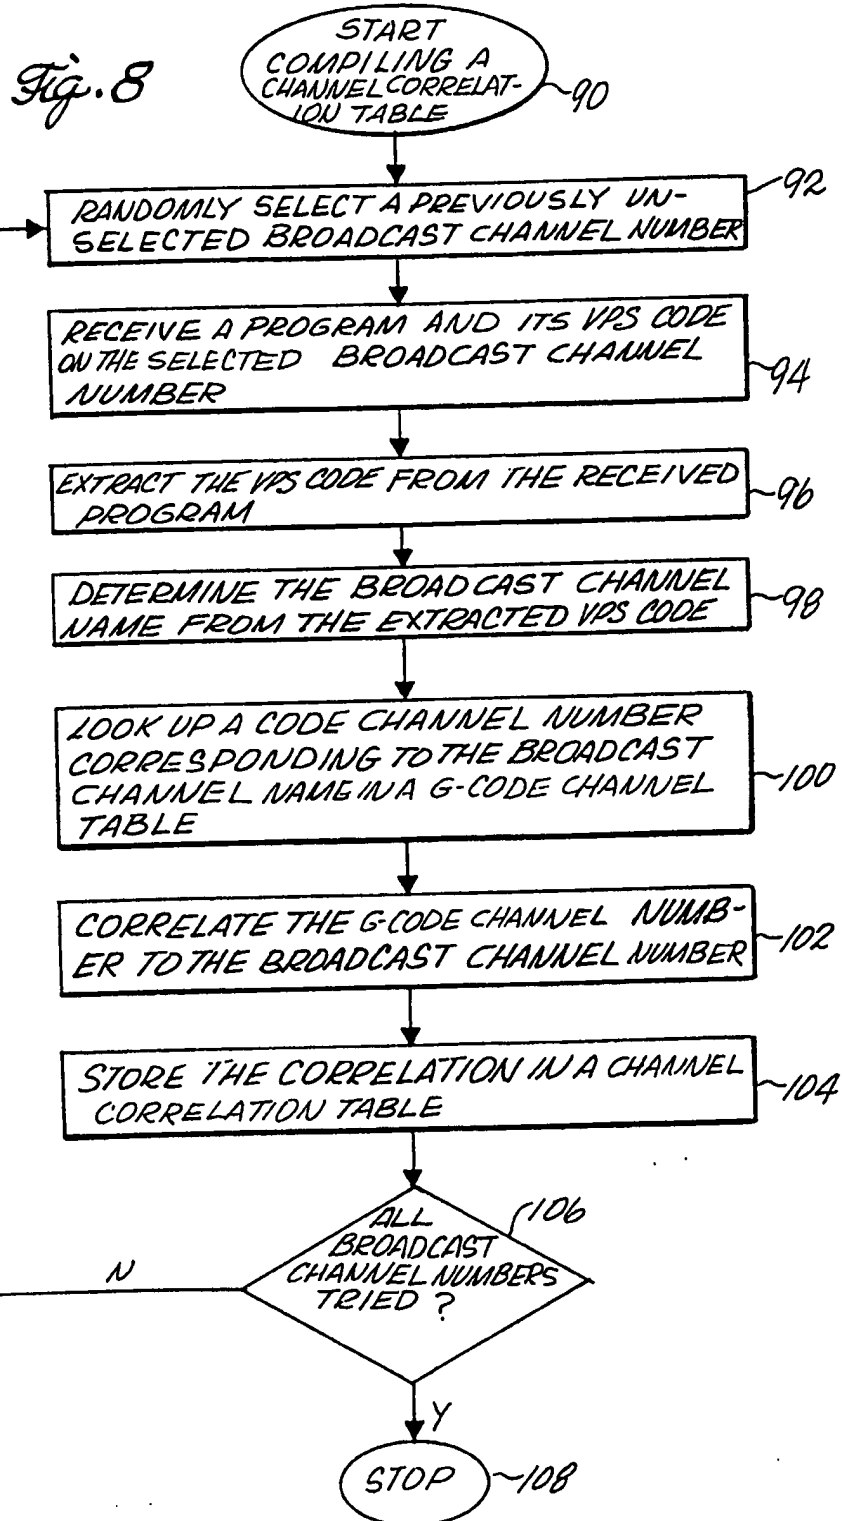 Fig. 8
START
COMPILING A
CHANNEL CORRELAT-
ION TABLE
90
RANDOMLY SELECT A PREVIOUSLY UN-
SELECTED BROADCAST CHANNEL NUMBER
92
RECEIVE A PROGRAM AND ITS VPS CODE
ON THE SELECTED BROADCAST CHANNEL
NUMBER
94
EXTRACT THE VPS CODE FROM THE RECEIVED
PROGRAM
96
DETERMINE THE BROADCAST CHANNEL
NAME FROM THE EXTRACTED VPS CODE
98
LOOK UP A CODE CHANNEL NUMBER
CORRESPONDING TO THE BROADCAST
CHANNEL NAME IN A G-CODE CHANNEL
TABLE
100
CORRELATE THE G-CODE CHANNEL NUMB-
ER TO THE BROADCAST CHANNEL NUMBER
102
STORE THE CORRELATION IN A CHANNEL
CORRELATION TABLE
104
ALL
BROADCAST
CHANNEL NUMBERS
TRIED ?
106
N
Y
STOP
108